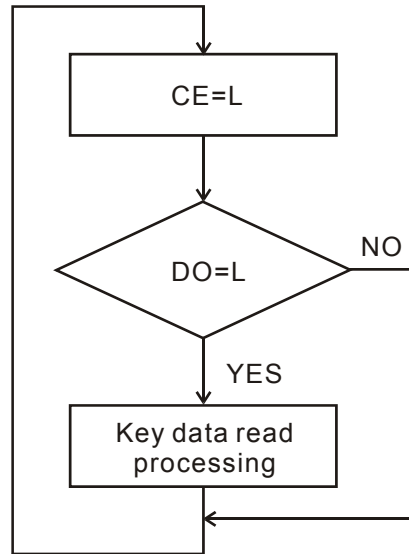 CE=L
DO=L
NO
YES
Key data read
processing